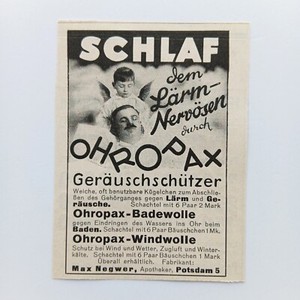 SCHLAF
dem
Lärm-
Nervösen
durch
OHROPAX
Geräuschschützer
Weiche, oft benutzbare Kügelchen zum Abschlie-
ßen des Gehörganges gegen Lärm und Ge-
räusche. Schachtel mit 6 Paar 2 Mark
Ohropax-Badewolle
gegen Eindringen des Wassers ins Ohr beim
Baden. Schachtel mit 6 Paar Bäuschchen 1 Mk.
Ohropax-Windwolle
Schutz bei Wind und Wetter, Zugluft und Winter-
kälte. Schachtel mit 6 Paar Bäuschchen 1 Mark
Überall erhältlich. Fabrikant:
Max Negwer, Apotheker, Potsdam 5